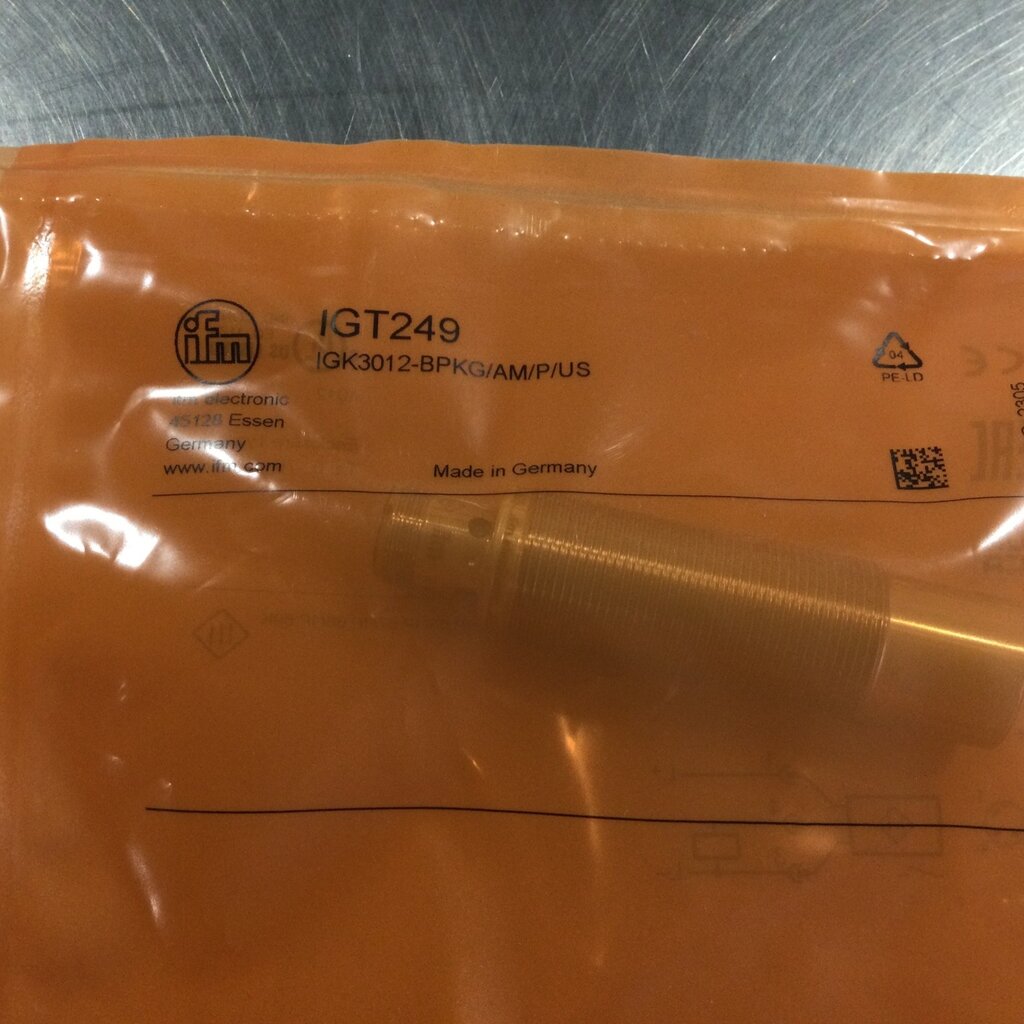 ifm
IGT249
IGK3012-BPKG/AM/P/US
ifm electronic
45128 Essen
Germany
www.ifm.com
Made in Germany
04
PE-LD
2305